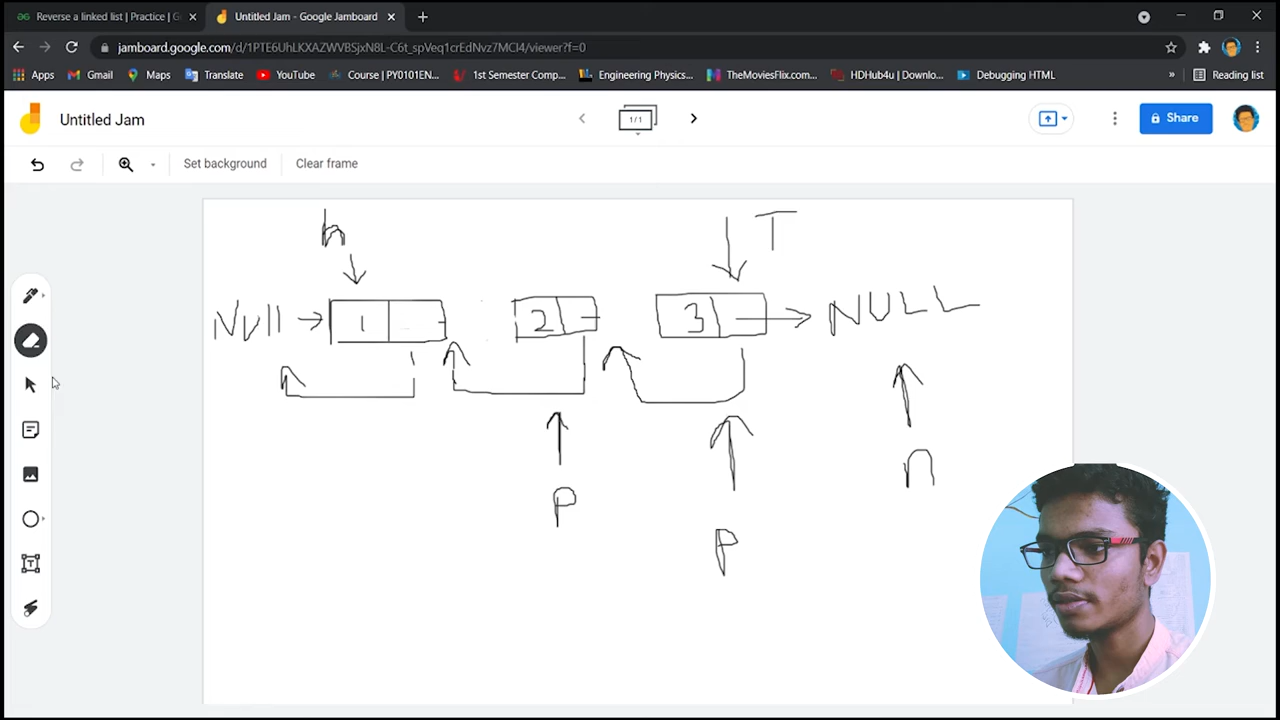 Reverse a linked list | Practice | G
Untitled Jam - Google Jamboard
jamboard.google.com/d/1PTE6UhLKXAZWVBSjxN8L-C6t_spVeq1crEdNvz7MCI4/viewer?f=0
Apps Gmail Maps Translate YouTube Course | PY0101EN... 1st Semester Comp... Engineering Physics... TheMoviesFlix.com... HDHub4u | Downlo... Debugging HTML » Reading list
Untitled Jam
1/1
Share
Set background Clear frame
h T
Null 1 2 3 NULL
n
P
P